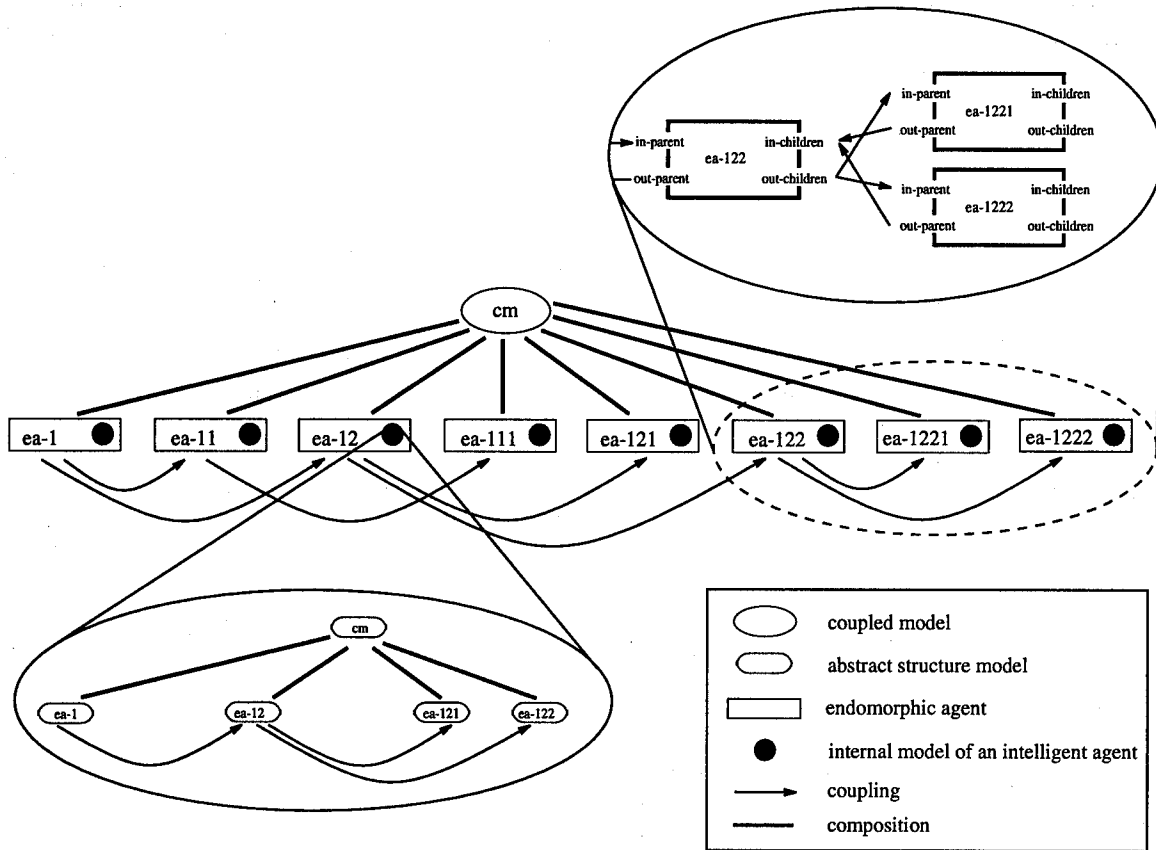 in-parent in-children
ea-1221
out-parent out-children
in-parent in-children
ea-122
out-parent out-children
in-parent in-children
ea-1222
out-parent out-children
cm
ea-1 ea-11 ea-12 ea-111 ea-121 ea-122 ea-1221 ea-1222
cm
ea-1 ea-12 ea-121 ea-122
coupled model
abstract structure model
endomorphic agent
internal model of an intelligent agent
coupling
composition